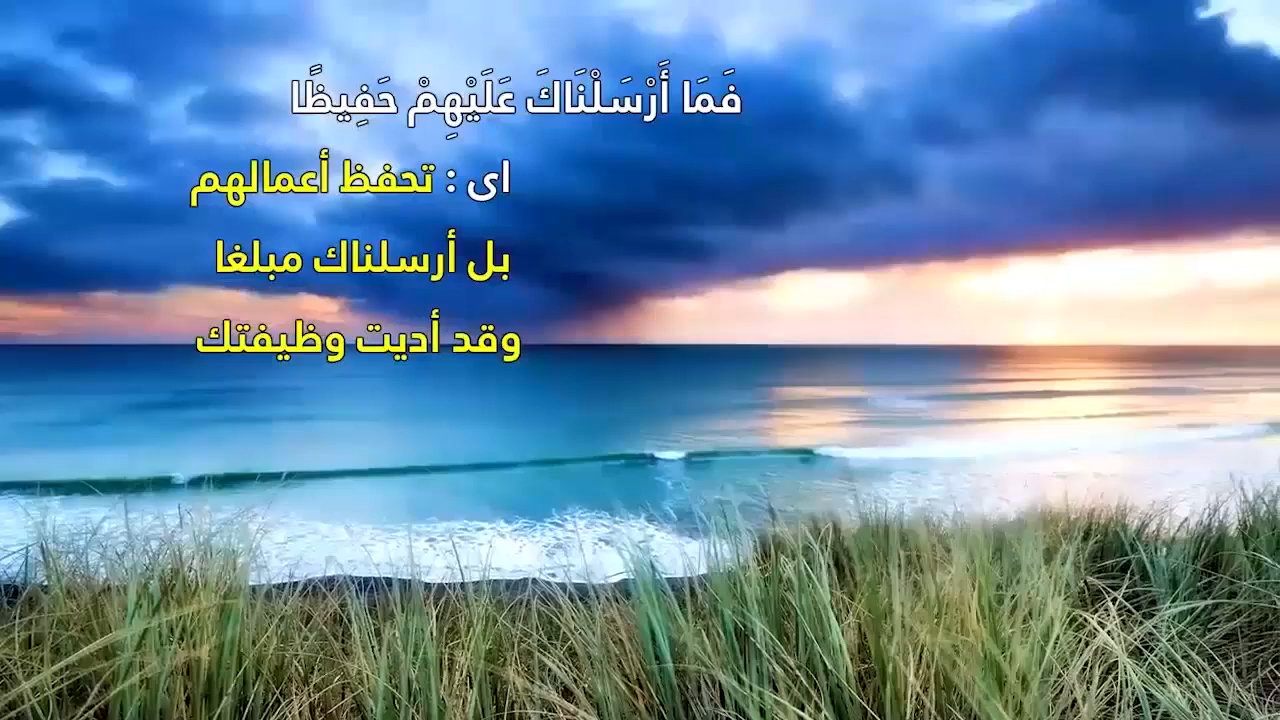 فَمَا أَرْسَلْنَاكَ عَلَيْهِمْ حَفِيظًا
اى : تحفظ أعمالهم
بل أرسلناك مبلغا
وقد أديت وظيفتك